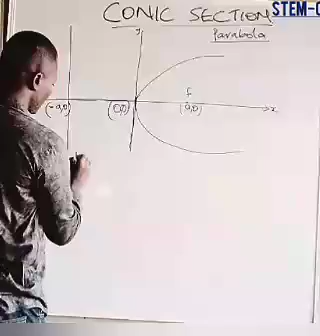 CONIC SECTION
STEM-
Parabola
y
F
(-a,0)
(0,0)
(a,0)
x